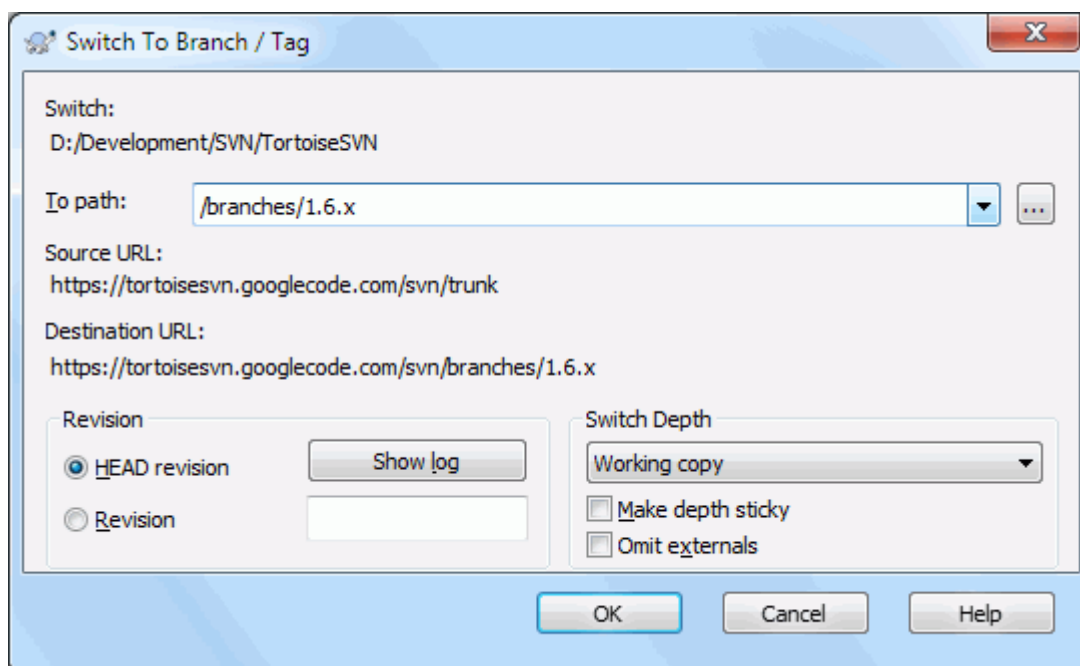 Switch To Branch / Tag
Switch:
D:/Development/SVN/TortoiseSVN
To path:
/branches/1.6.x
...
Source URL:
https://tortoisesvn.googlecode.com/svn/trunk
Destination URL:
https://tortoisesvn.googlecode.com/svn/branches/1.6.x
Revision
HEAD revision
Show log
Revision
Switch Depth
Working copy
Make depth sticky
Omit externals
OK
Cancel
Help